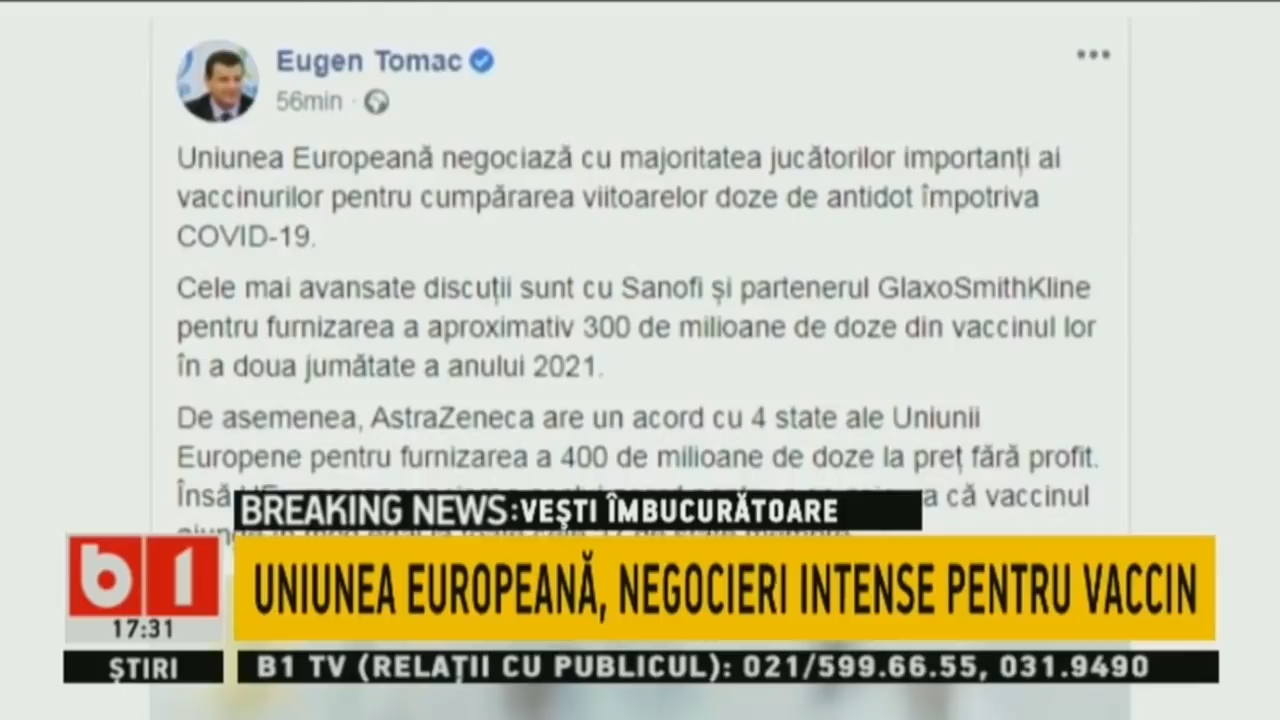 Eugen Tomac
56min ·
Uniunea Europeană negociază cu majoritatea jucătorilor importanți ai
vaccinurilor pentru cumpărarea viitoarelor doze de antidot împotriva
COVID-19.
Cele mai avansate discuții sunt cu Sanofi și partenerul GlaxoSmithKline
pentru furnizarea a aproximativ 300 de milioane de doze din vaccinul lor
în a doua jumătate a anului 2021.
De asemenea, AstraZeneca are un acord cu 4 state ale Uniunii
Europene pentru furnizarea a 400 de milioane de doze la preț fără profit.
Însă că vaccinul
BREAKING NEWS: VEŞTI ÎMBUCURĂTOARE
b1
UNIUNEA EUROPEANĂ, NEGOCIERI INTENSE PENTRU VACCIN
17:31
ŞTIRI
B1 TV (RELAŢII CU PUBLICUL): 021/599.66.55, 031.9490